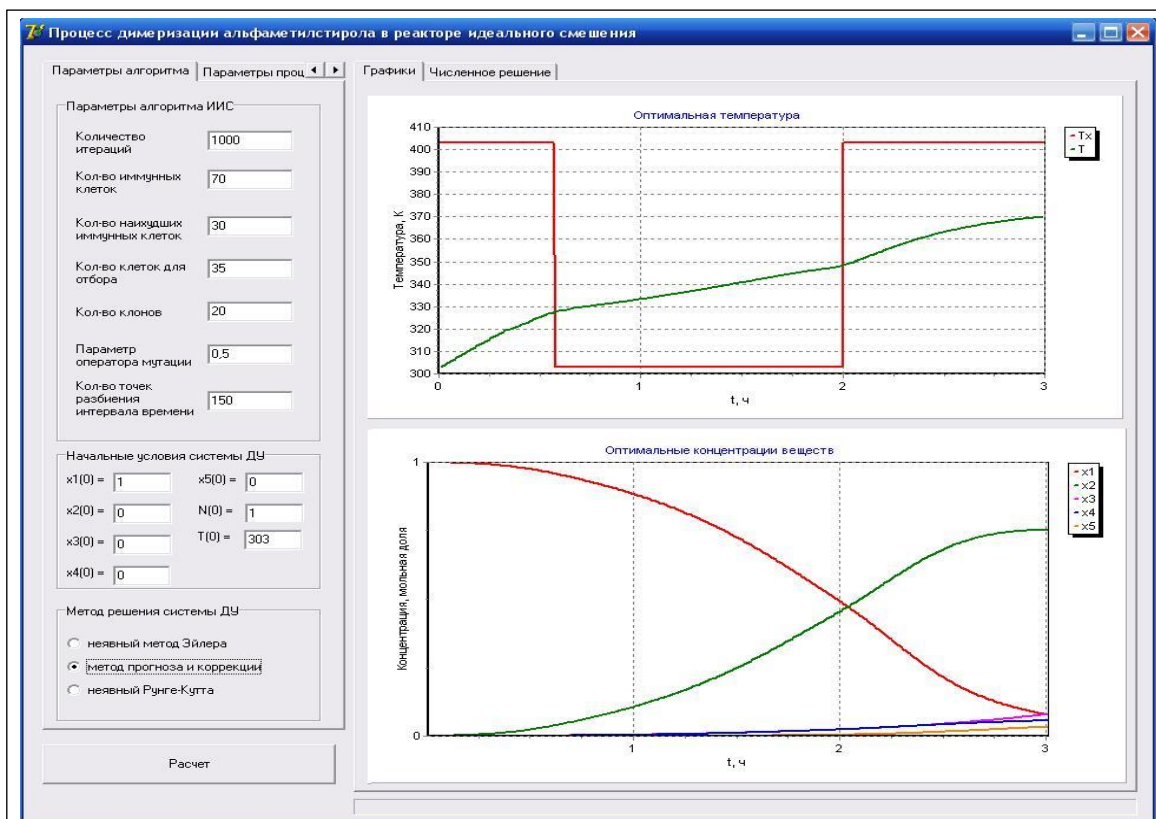 Процесс димеризации альфаметилстирола в реакторе идеального смешения
Параметры алгоритма
Параметры проц
Параметры алгоритма ИИС
Количество
итераций
1000
Кол-во иммунных
клеток
70
Кол-во наихудших
иммунных клеток
30
Кол-во клеток для
отбора
35
Кол-во клонов
20
Параметр
оператора мутации
0,5
Кол-во точек
разбиения
интервала времени
150
Начальные условия системы ДУ
x1(0) = 1
x5(0) = 0
x2(0) = 0
N(0) = 1
x3(0) = 0
T(0) = 303
x4(0) = 0
Метод решения системы ДУ
неявный метод Эйлера
метод прогноза и коррекции
неявный Рунге-Кутта
Расчет
Графики
Численное решение
Оптимальная температура
Температура, К
410
400
390
380
370
360
350
340
330
320
310
300
0 1 2 3
t, ч
Tx
T
Оптимальные концентрации веществ
Концентрация, мольная доля
1
0
1 2 3
t, ч
x1
x2
x3
x4
x5